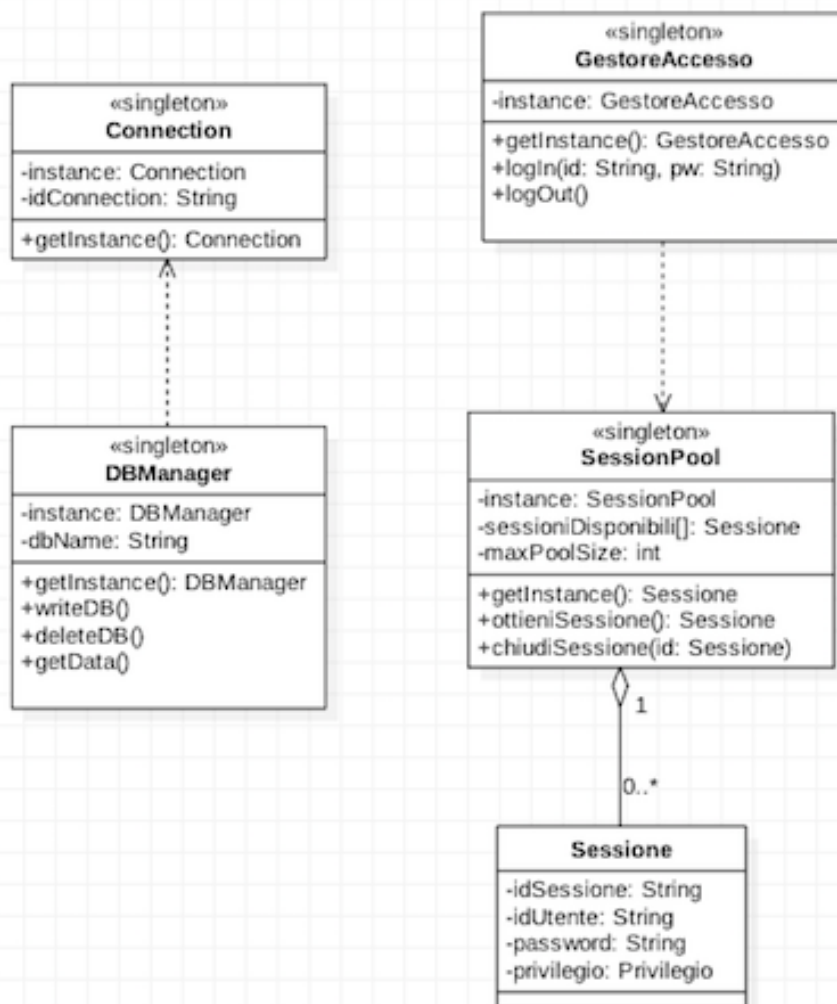 «singleton»
Connection
-instance: Connection
-idConnection: String
+getInstance(): Connection
«singleton»
DBManager
-instance: DBManager
-dbName: String
+getInstance(): DBManager
+writeDB()
+deleteDB()
+getData()
«singleton»
GestoreAccesso
-instance: GestoreAccesso
+getInstance(): GestoreAccesso
+logIn(id: String, pw: String)
+logOut()
«singleton»
SessionPool
-instance: SessionPool
-sessioniDisponibili[]: Sessione
-maxPoolSize: int
+getInstance(): Sessione
+ottieniSessione(): Sessione
+chiudiSessione(id: Sessione)
1
0..*
Sessione
-idSessione: String
-idUtente: String
-password: String
-privilegio: Privilegio